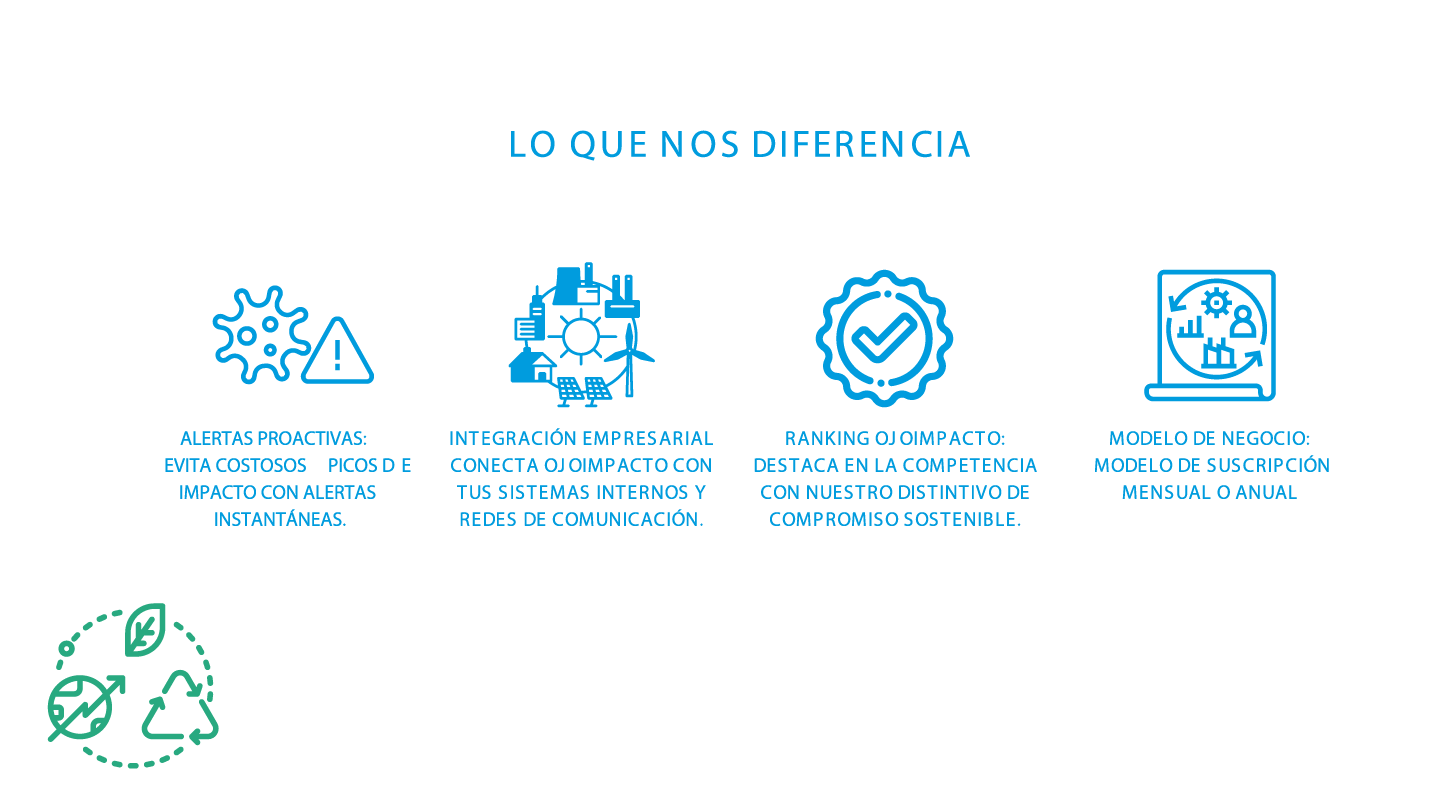 LO QUE NOS DIFERENCIA
ALERTAS PROACTIVAS:
EVITA COSTOSOS PICOS DE
IMPACTO CON ALERTAS
INSTANTÁNEAS.
INTEGRACIÓN EMPRESARIAL
CONECTA OJOIMPACTO CON
TUS SISTEMAS INTERNOS Y
REDES DE COMUNICACIÓN.
RANKING OJOIMPACTO:
DESTACA EN LA COMPETENCIA
CON NUESTRO DISTINTIVO DE
COMPROMISO SOSTENIBLE.
MODELO DE NEGOCIO:
MODELO DE SUSCRIPCIÓN
MENSUAL O ANUAL